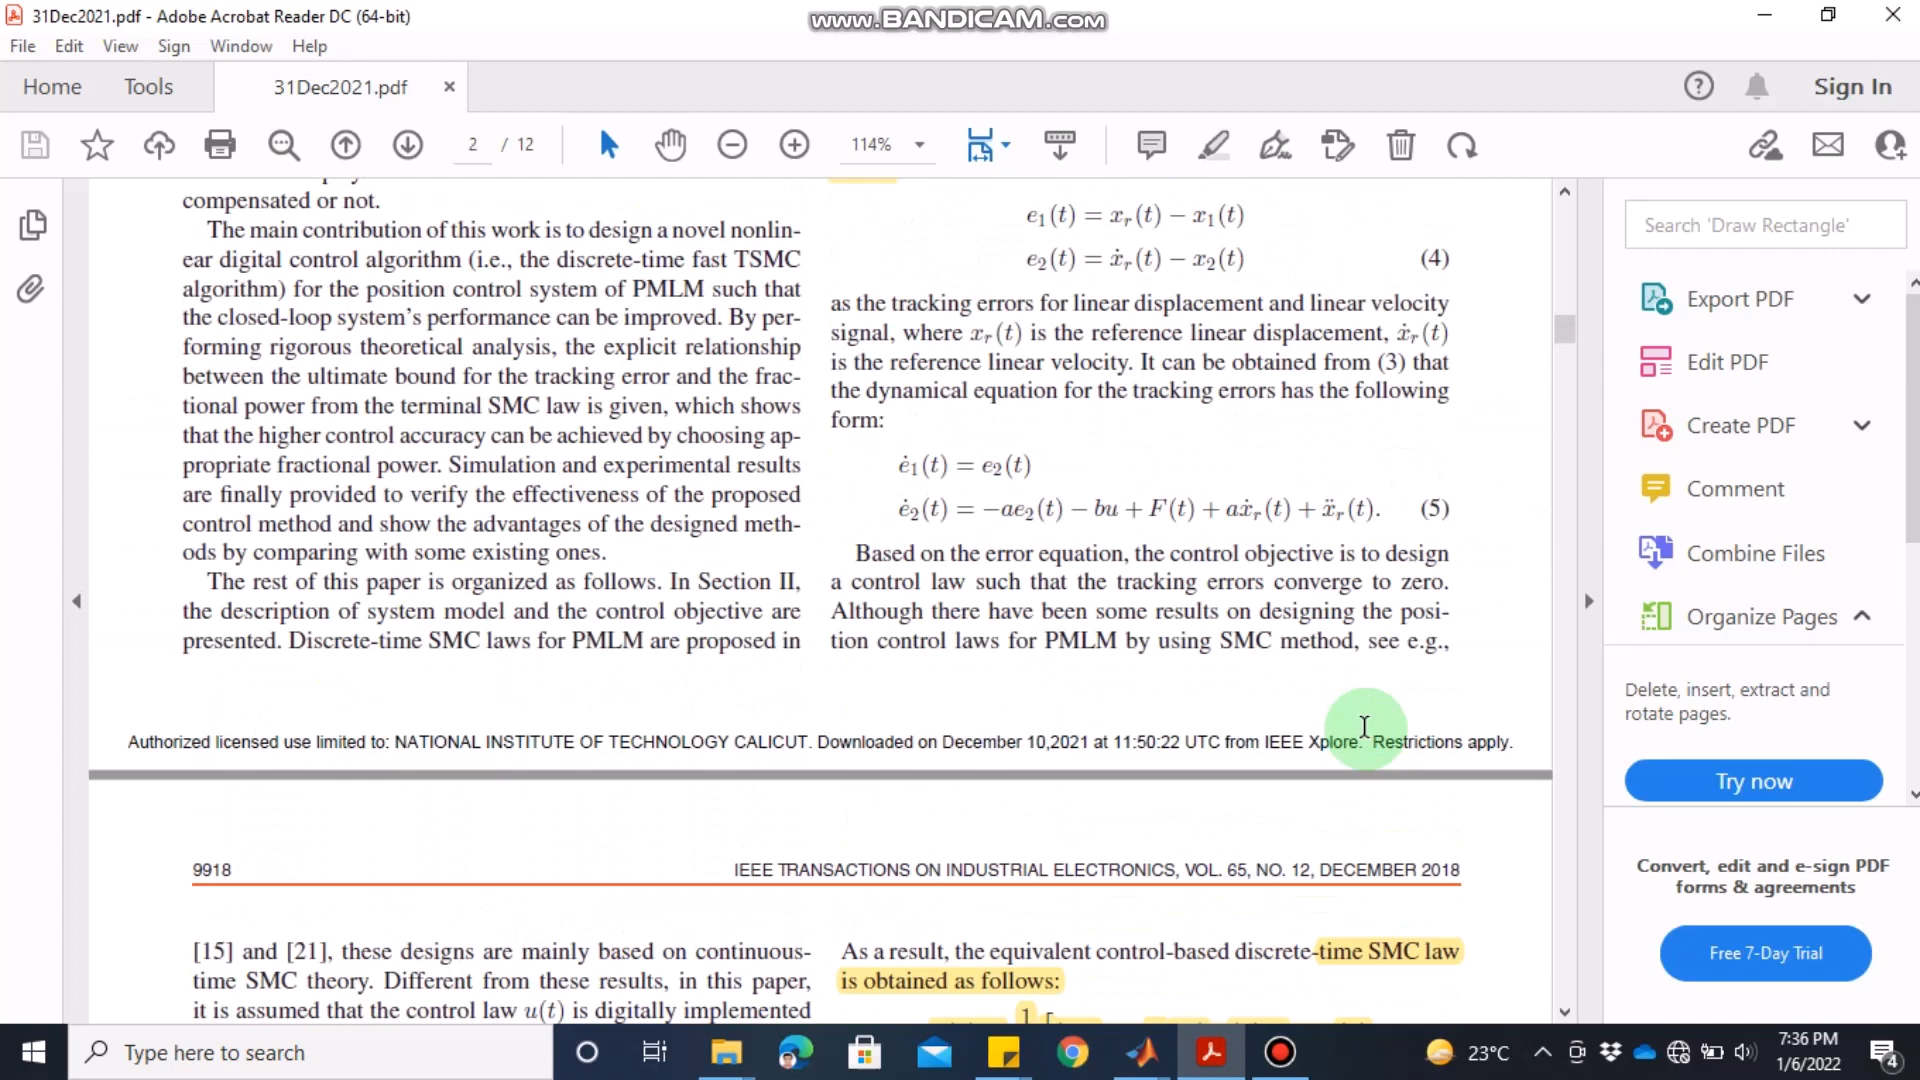 31Dec2021.pdf - Adobe Acrobat Reader DC (64-bit)
www.BANDICAM.com
File Edit View Sign Window Help
Home Tools 31Dec2021.pdf × Sign In
2 / 12 114%
compensated or not.
The main contribution of this work is to design a novel nonlin-
ear digital control algorithm (i.e., the discrete-time fast TSMC
algorithm) for the position control system of PMLM such that
the closed-loop system's performance can be improved. By per-
forming rigorous theoretical analysis, the explicit relationship
between the ultimate bound for the tracking error and the frac-
tional power from the terminal SMC law is given, which shows
that the higher control accuracy can be achieved by choosing ap-
propriate fractional power. Simulation and experimental results
are finally provided to verify the effectiveness of the proposed
control method and show the advantages of the designed meth-
ods by comparing with some existing ones.
The rest of this paper is organized as follows. In Section II,
the description of system model and the control objective are
presented. Discrete-time SMC laws for PMLM are proposed in
e₁(t) = xᵣ(t) − x₁(t)
e₂(t) = ẋᵣ(t) − x₂(t) (4)
as the tracking errors for linear displacement and linear velocity
signal, where xᵣ(t) is the reference linear displacement, ẋᵣ(t)
is the reference linear velocity. It can be obtained from (3) that
the dynamical equation for the tracking errors has the following
form:
ė₁(t) = e₂(t)
ė₂(t) = −ae₂(t) − bu + F(t) + aẋᵣ(t) + ẍᵣ(t). (5)
Based on the error equation, the control objective is to design
a control law such that the tracking errors converge to zero.
Although there have been some results on designing the posi-
tion control laws for PMLM by using SMC method, see e.g.,
Authorized licensed use limited to: NATIONAL INSTITUTE OF TECHNOLOGY CALICUT. Downloaded on December 10,2021 at 11:50:22 UTC from IEEE Xplore. Restrictions apply.
9918 IEEE TRANSACTIONS ON INDUSTRIAL ELECTRONICS, VOL. 65, NO. 12, DECEMBER 2018
[15] and [21], these designs are mainly based on continuous-
time SMC theory. Different from these results, in this paper,
it is assumed that the control law u(t) is digitally implemented
As a result, the equivalent control-based discrete-time SMC law
is obtained as follows:
1 [
Search 'Draw Rectangle'
Export PDF
Edit PDF
Create PDF
Comment
Combine Files
Organize Pages
Delete, insert, extract and
rotate pages.
Try now
Convert, edit and e-sign PDF
forms & agreements
Free 7-Day Trial
Type here to search
23°C
7:36 PM
1/6/2022
4